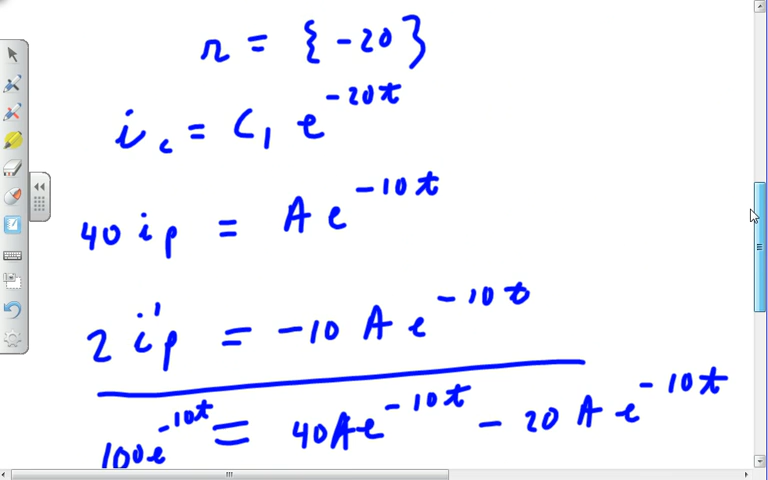 r = {-20}
i_c = C_1 e^{-20t}
40 i_p = A e^{-10t}
2 i'_p = -10 A e^{-10t}
100e^{-10t} = 40Ae^{-10t} - 20 A e^{-10t}